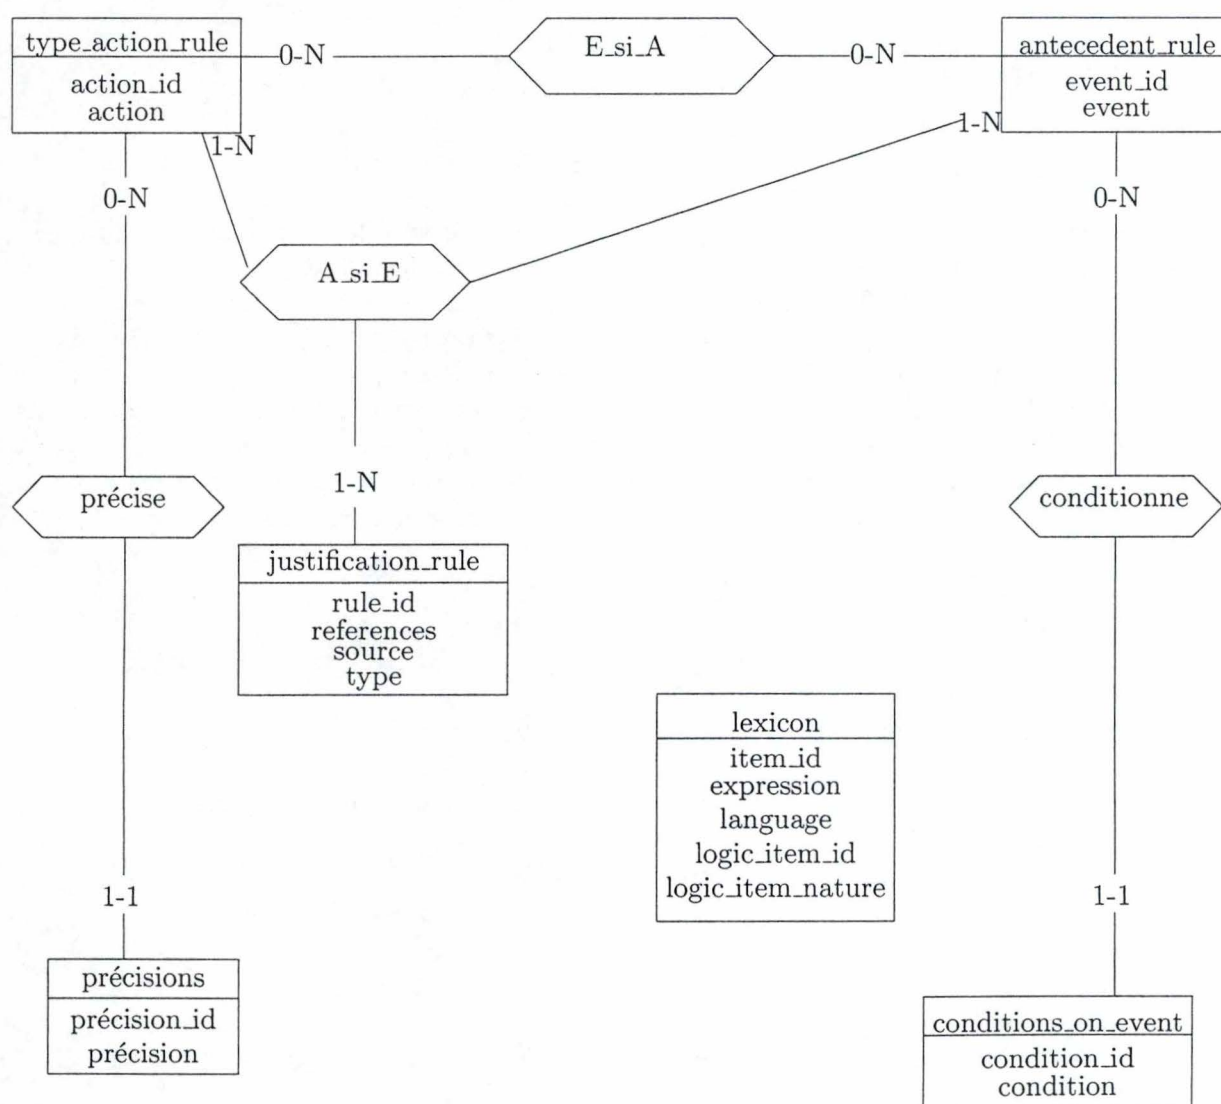 type_action_rule
action_id
action
0-N
E_si_A
0-N
antecedent_rule
event_id
event
1-N
1-N
0-N
0-N
A_si_E
1-N
précise
conditionne
justification_rule
rule_id
references
source
type
lexicon
item_id
expression
language
logic_item_id
logic_item_nature
1-1
1-1
précisions
précision_id
précision
conditions_on_event
condition_id
condition